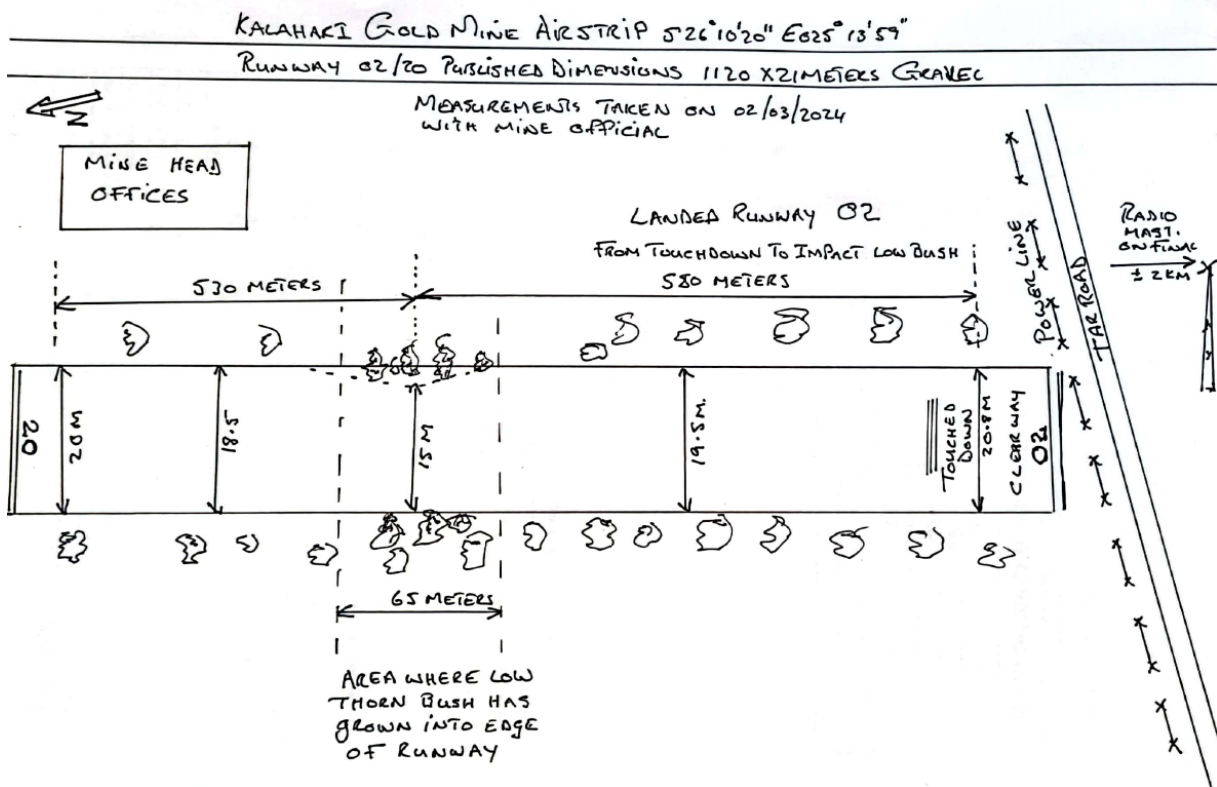 KALAHARI GOLD MINE AIRSTRIP S26°10'20" E025°13'59"
RUNWAY 02/20 PUBLISHED DIMENSIONS 1120 X21METERS GRAVEL
N
MEASUREMENTS TAKEN ON 02/03/2024
WITH MINE OFFICIAL
MINE HEAD
OFFICES
LANDED RUNWAY 02
FROM TOUCHDOWN TO IMPACT LOW BUSH
530 METERS
580 METERS
POWER LINE
TAR ROAD
RADIO
MAST.
ON FINAL
± 2KM
20
20M
18.5
15M
19.5M.
TOUCHED
DOWN
20.8M
CLEARWAY
02
65 METERS
AREA WHERE LOW
THORN BUSH HAS
GROWN INTO EDGE
OF RUNWAY